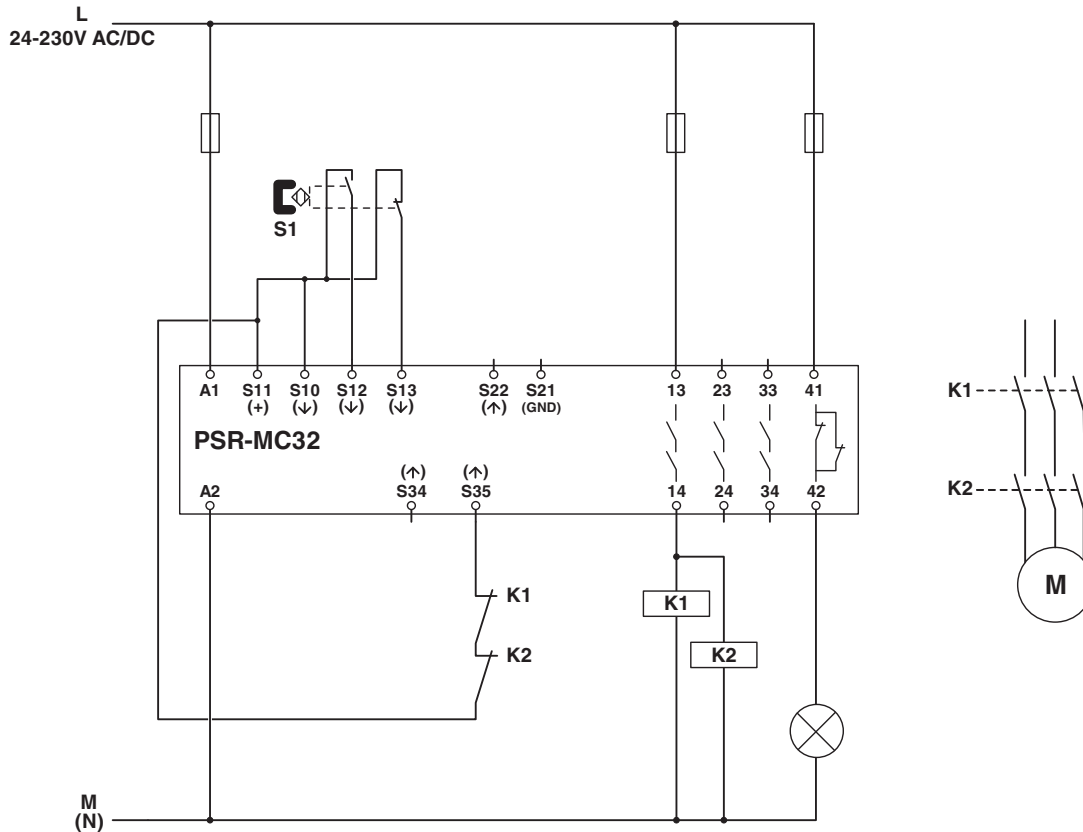 L
24-230V AC/DC
S1
A1 S11 S10 S12 S13 S22 S21 13 23 33 41
(+) (↓) (↓) (↓) (↑) (GND)
PSR-MC32
(↑) (↑)
A2 S34 S35 14 24 34 42
K1
K2
K1
K2
K1
K2
M
M
(N)